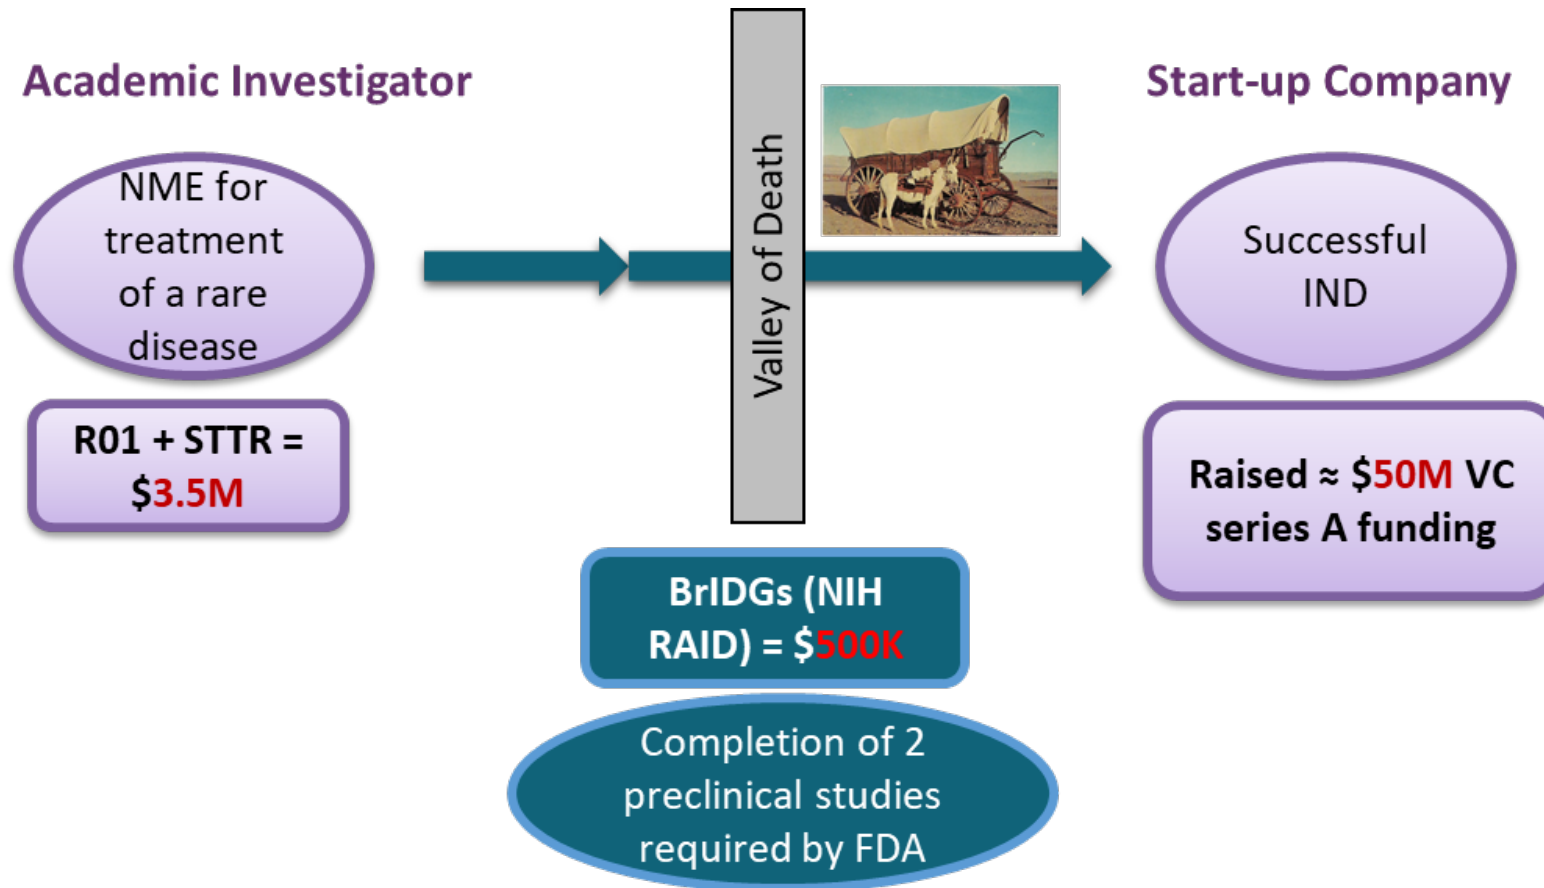 Academic Investigator
NME for
treatment
of a rare
disease
R01 + STTR =
$3.5M
Valley of Death
BrIDGs (NIH
RAID) = $500K
Completion of 2
preclinical studies
required by FDA
Start-up Company
Successful
IND
Raised ≈ $50M VC
series A funding